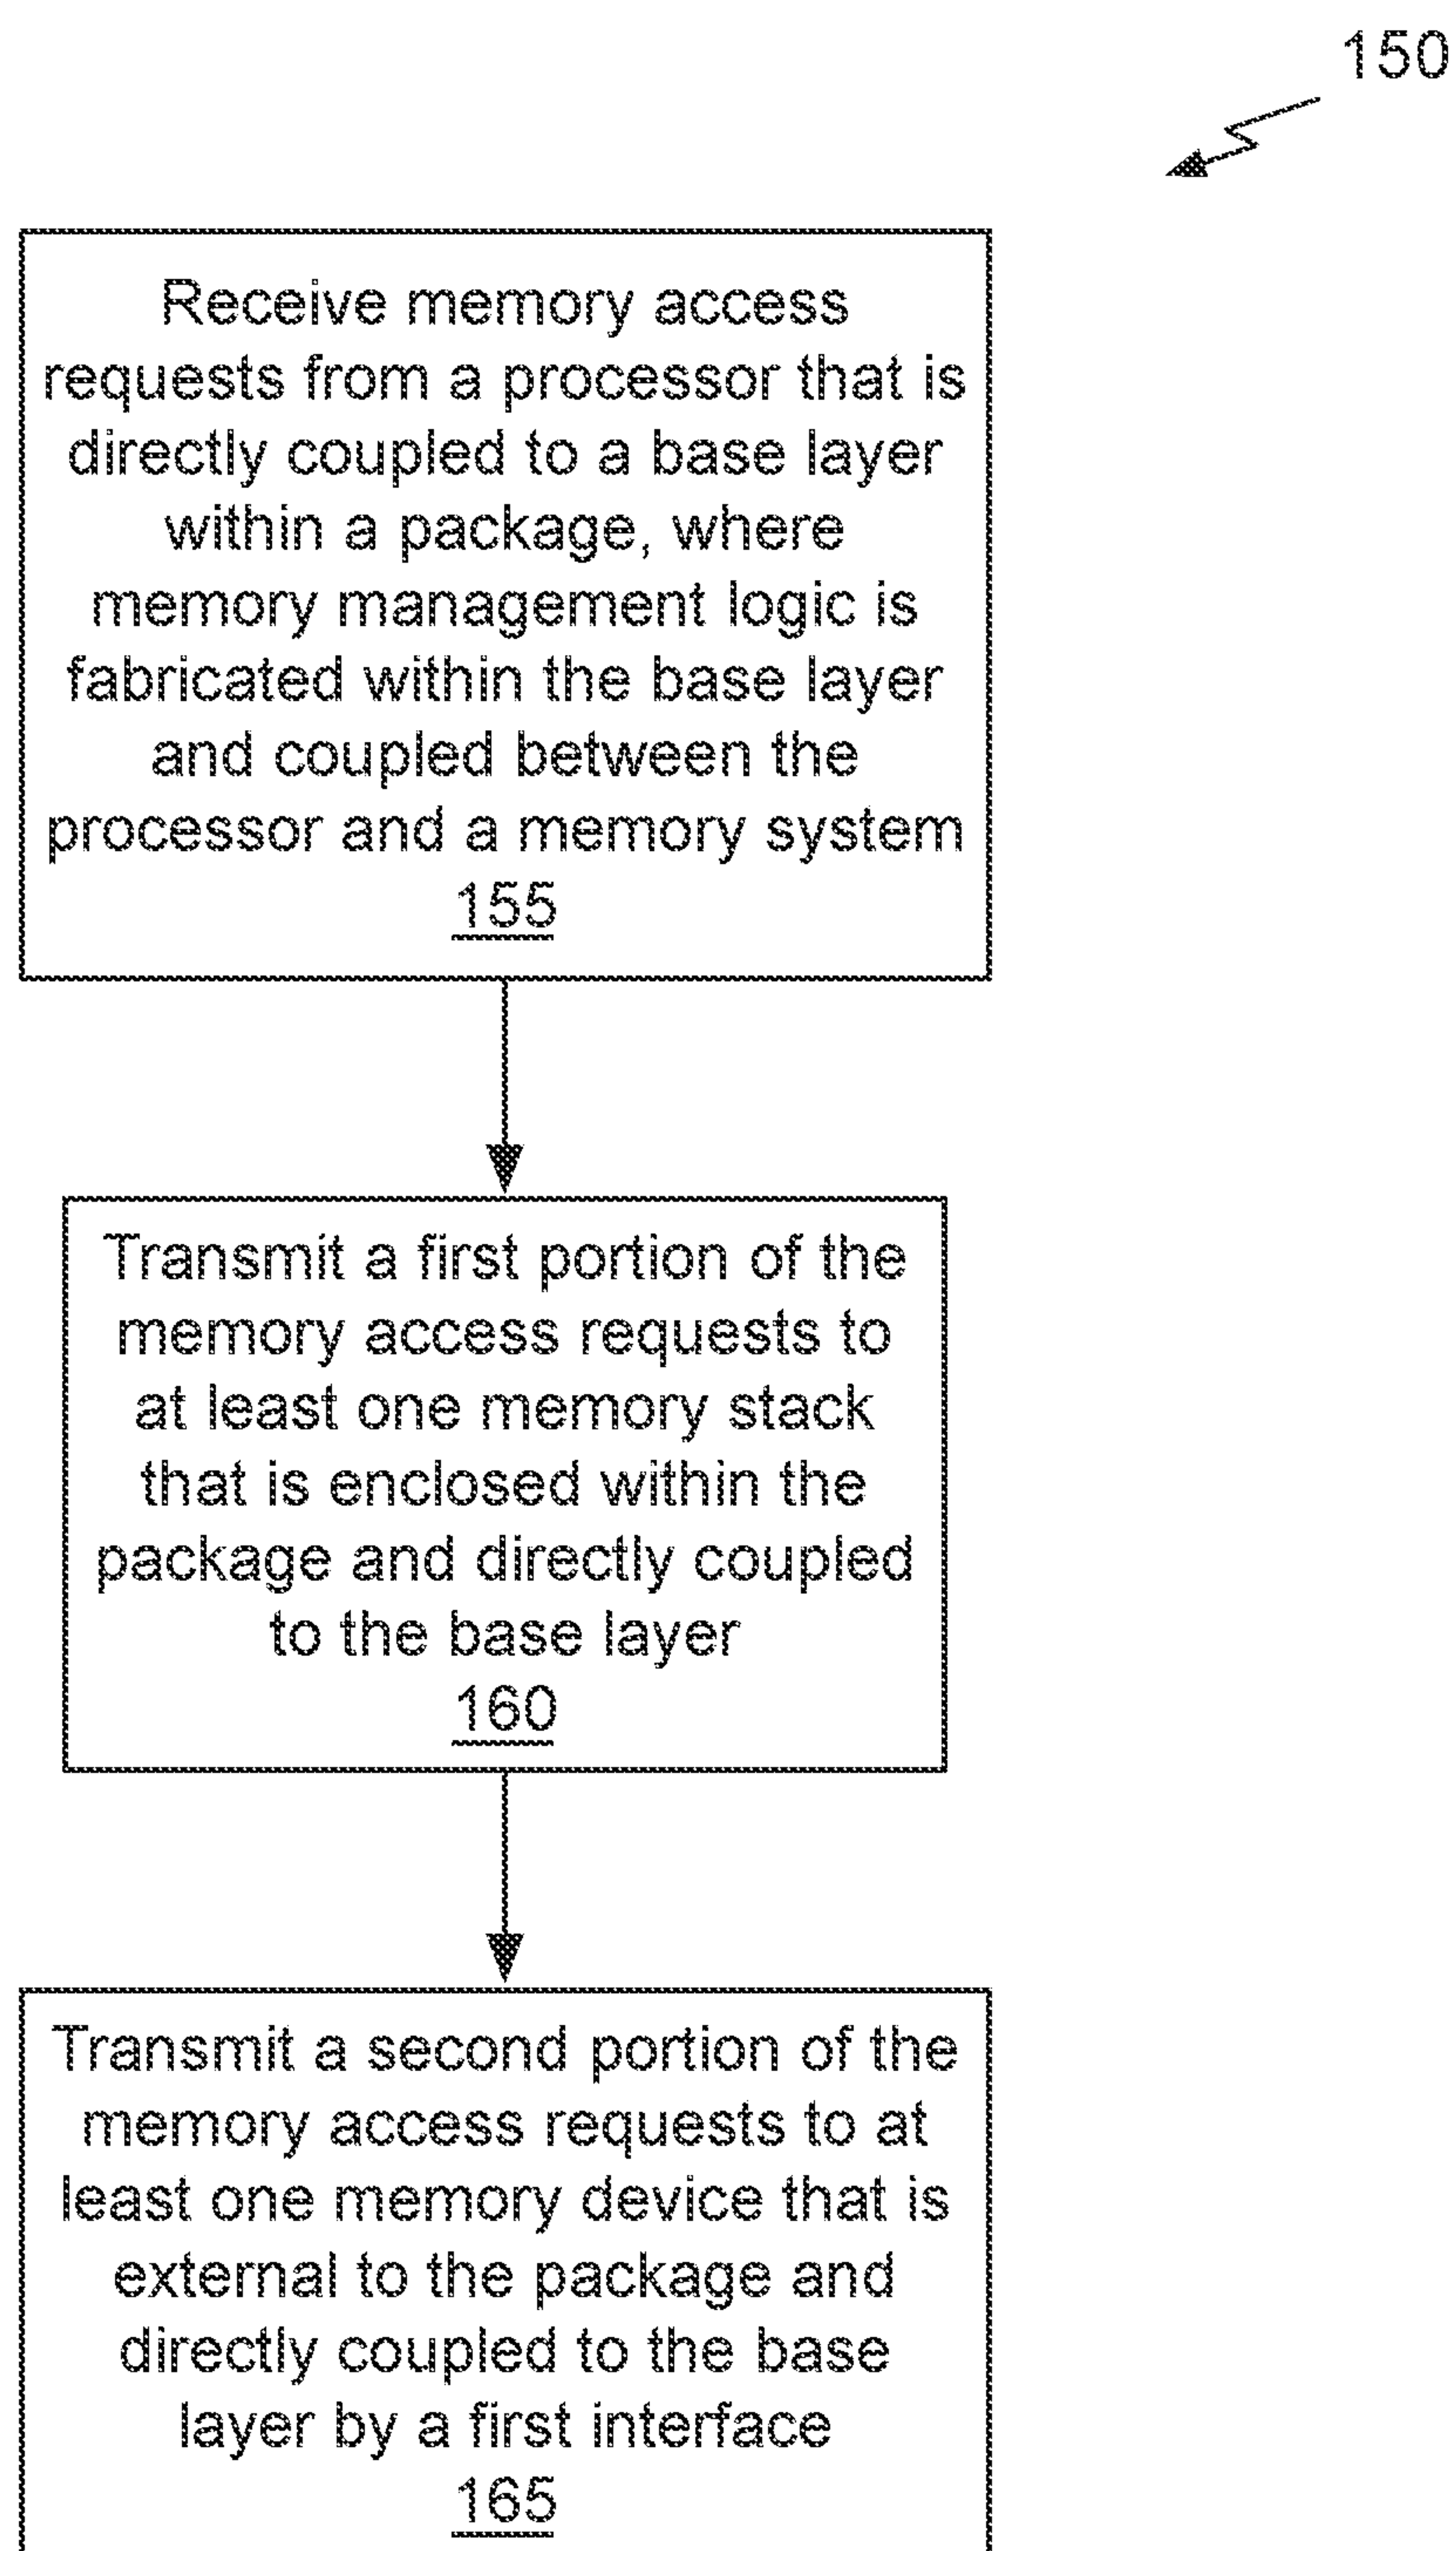 150
Receive memory access
requests from a processor that is
directly coupled to a base layer
within a package, where
memory management logic is
fabricated within the base layer
and coupled between the
processor and a memory system
155
Transmit a first portion of the
memory access requests to
at least one memory stack
that is enclosed within the
package and directly coupled
to the base layer
160
Transmit a second portion of the
memory access requests to at
least one memory device that is
external to the package and
directly coupled to the base
layer by a first interface
165